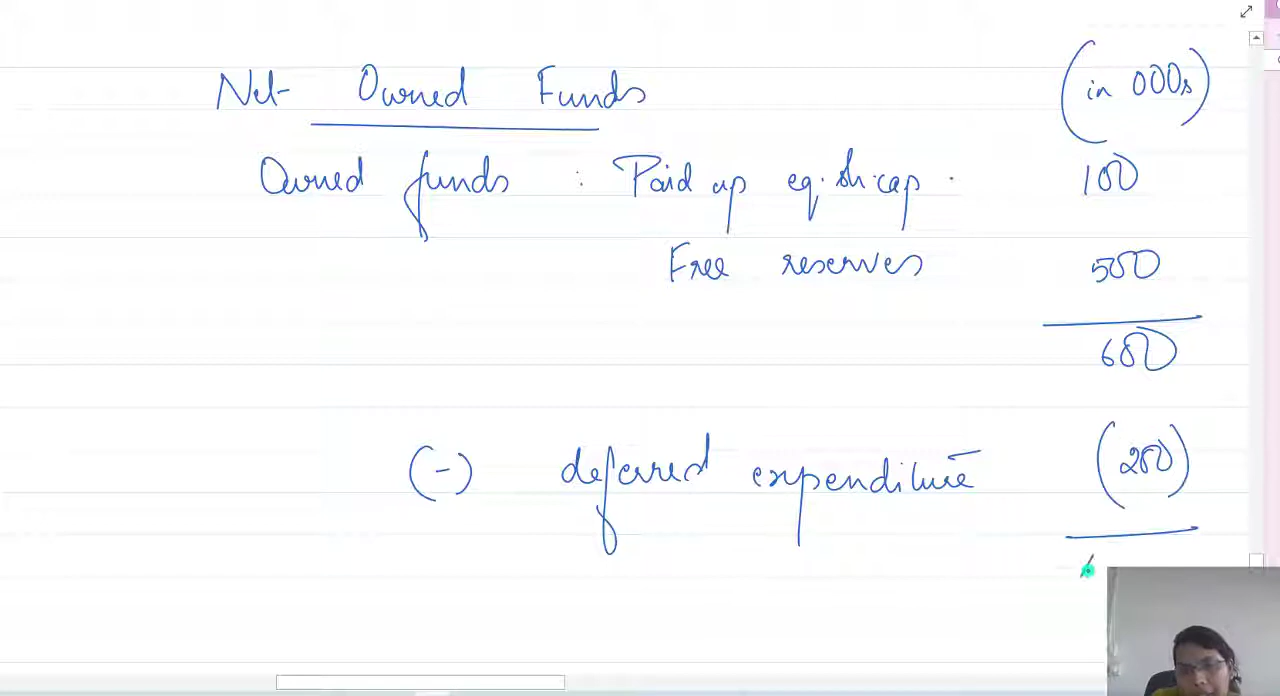 Net Owned Funds (in 000s)
Owned funds : Paid up eq. sh. cap. 100
Free reserves 500
600
(-) deferred expenditure (200)